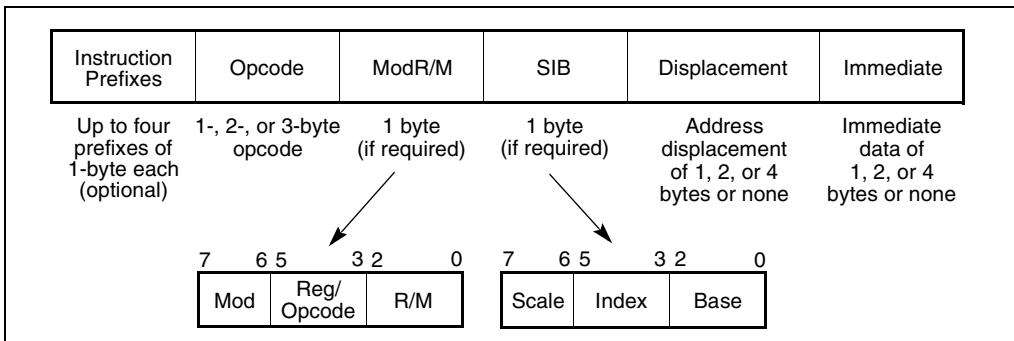 Instruction Prefixes
Opcode
ModR/M
SIB
Displacement
Immediate
Up to four
prefixes of
1-byte each
(optional)
1-, 2-, or 3-byte
opcode
1 byte
(if required)
1 byte
(if required)
Address
displacement
of 1, 2, or 4
bytes or none
Immediate
data of
1, 2, or 4
bytes or none
7 6 5 3 2 0
Mod
Reg/
Opcode
R/M
7 6 5 3 2 0
Scale
Index
Base